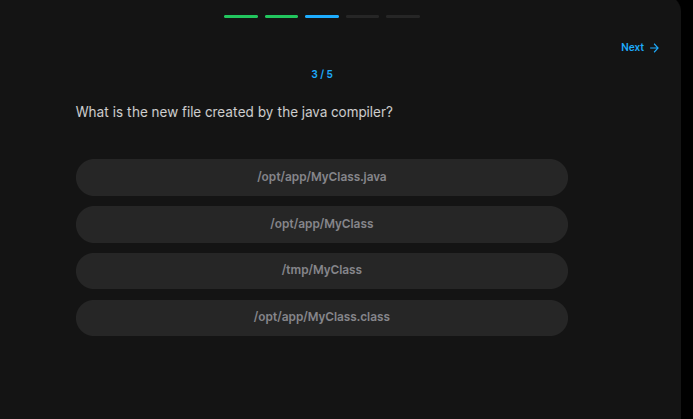 Next →
3 / 5
What is the new file created by the java compiler?
/opt/app/MyClass.java
/opt/app/MyClass
/tmp/MyClass
/opt/app/MyClass.class